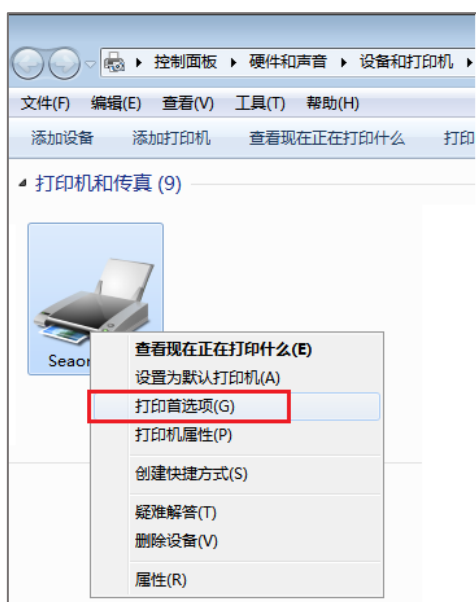 控制面板 硬件和声音 设备和打印机
文件(F) 编辑(E) 查看(V) 工具(T) 帮助(H)
添加设备 添加打印机 查看现在正在打印什么 打印
打印机和传真 (9)
Seaor
查看现在正在打印什么(E)
设置为默认打印机(A)
打印首选项(G)
打印机属性(P)
创建快捷方式(S)
疑难解答(T)
删除设备(V)
属性(R)